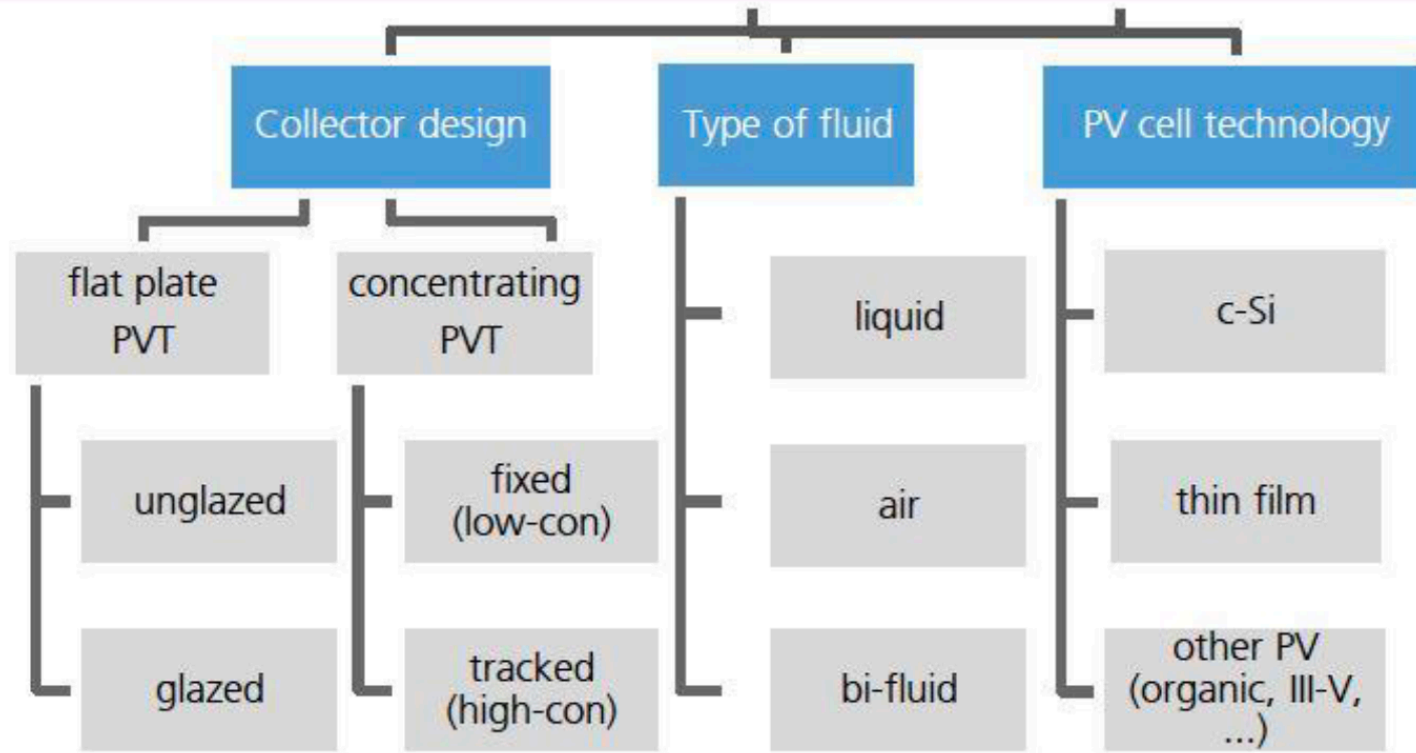 Collector design
Type of fluid
PV cell technology
flat plate
PVT
concentrating
PVT
liquid
c-Si
unglazed
fixed
(low-con)
air
thin film
glazed
tracked
(high-con)
bi-fluid
other PV
(organic, III-V,
...)